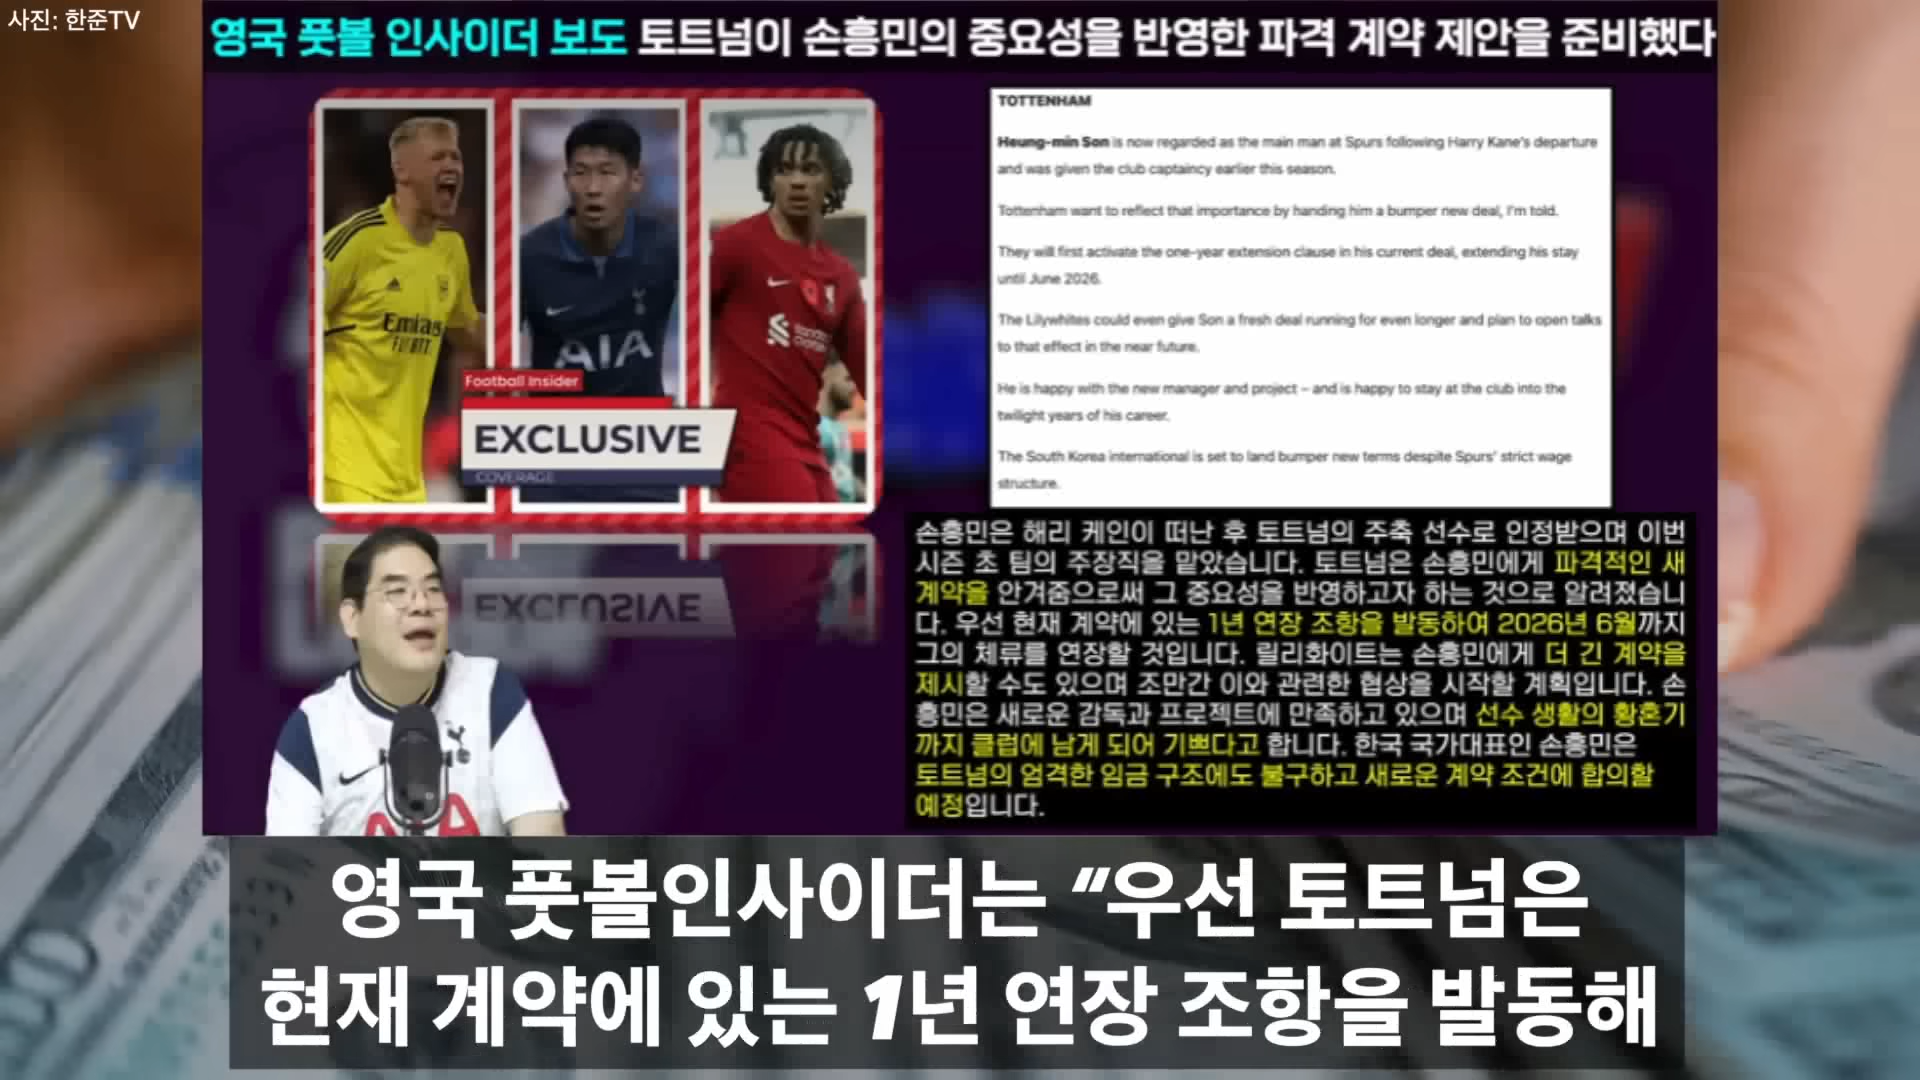 사진: 한준TV
영국 풋볼 인사이더 보도 토트넘이 손흥민의 중요성을 반영한 파격 계약 제안을 준비했다
TOTTENHAM
Heung-min Son is now regarded as the main man at Spurs following Harry Kane's departure
and was given the club captaincy earlier this season.
Tottenham want to reflect that importance by handing him a bumper new deal, I'm told.
They will first activate the one-year extension clause in his current deal, extending his stay
until June 2026.
The Lilywhites could even give Son a fresh deal running for even longer and plan to open talks
to that effect in the near future.
He is happy with the new manager and project – and is happy to stay at the club into the
twilight years of his career.
The South Korea international is set to land bumper new terms despite Spurs' strict wage
structure.
Emirates
FLY BETTER
AIA
Football Insider
EXCLUSIVE
COVERAGE
손흥민은 해리 케인이 떠난 후 토트넘의 주축 선수로 인정받으며 이번
시즌 초 팀의 주장직을 맡았습니다. 토트넘은 손흥민에게 파격적인 새
계약을 안겨줌으로써 그 중요성을 반영하고자 하는 것으로 알려졌습니
다. 우선 현재 계약에 있는 1년 연장 조항을 발동하여 2026년 6월까지
그의 체류를 연장할 것입니다. 릴리화이트는 손흥민에게 더 긴 계약을
제시할 수도 있으며 조만간 이와 관련한 협상을 시작할 계획입니다. 손
흥민은 새로운 감독과 프로젝트에 만족하고 있으며 선수 생활의 황혼기
까지 클럽에 남게 되어 기쁘다고 합니다. 한국 국가대표인 손흥민은
토트넘의 엄격한 임금 구조에도 불구하고 새로운 계약 조건에 합의할
예정입니다.
AIA
영국 풋볼인사이더는 “우선 토트넘은
현재 계약에 있는 1년 연장 조항을 발동해